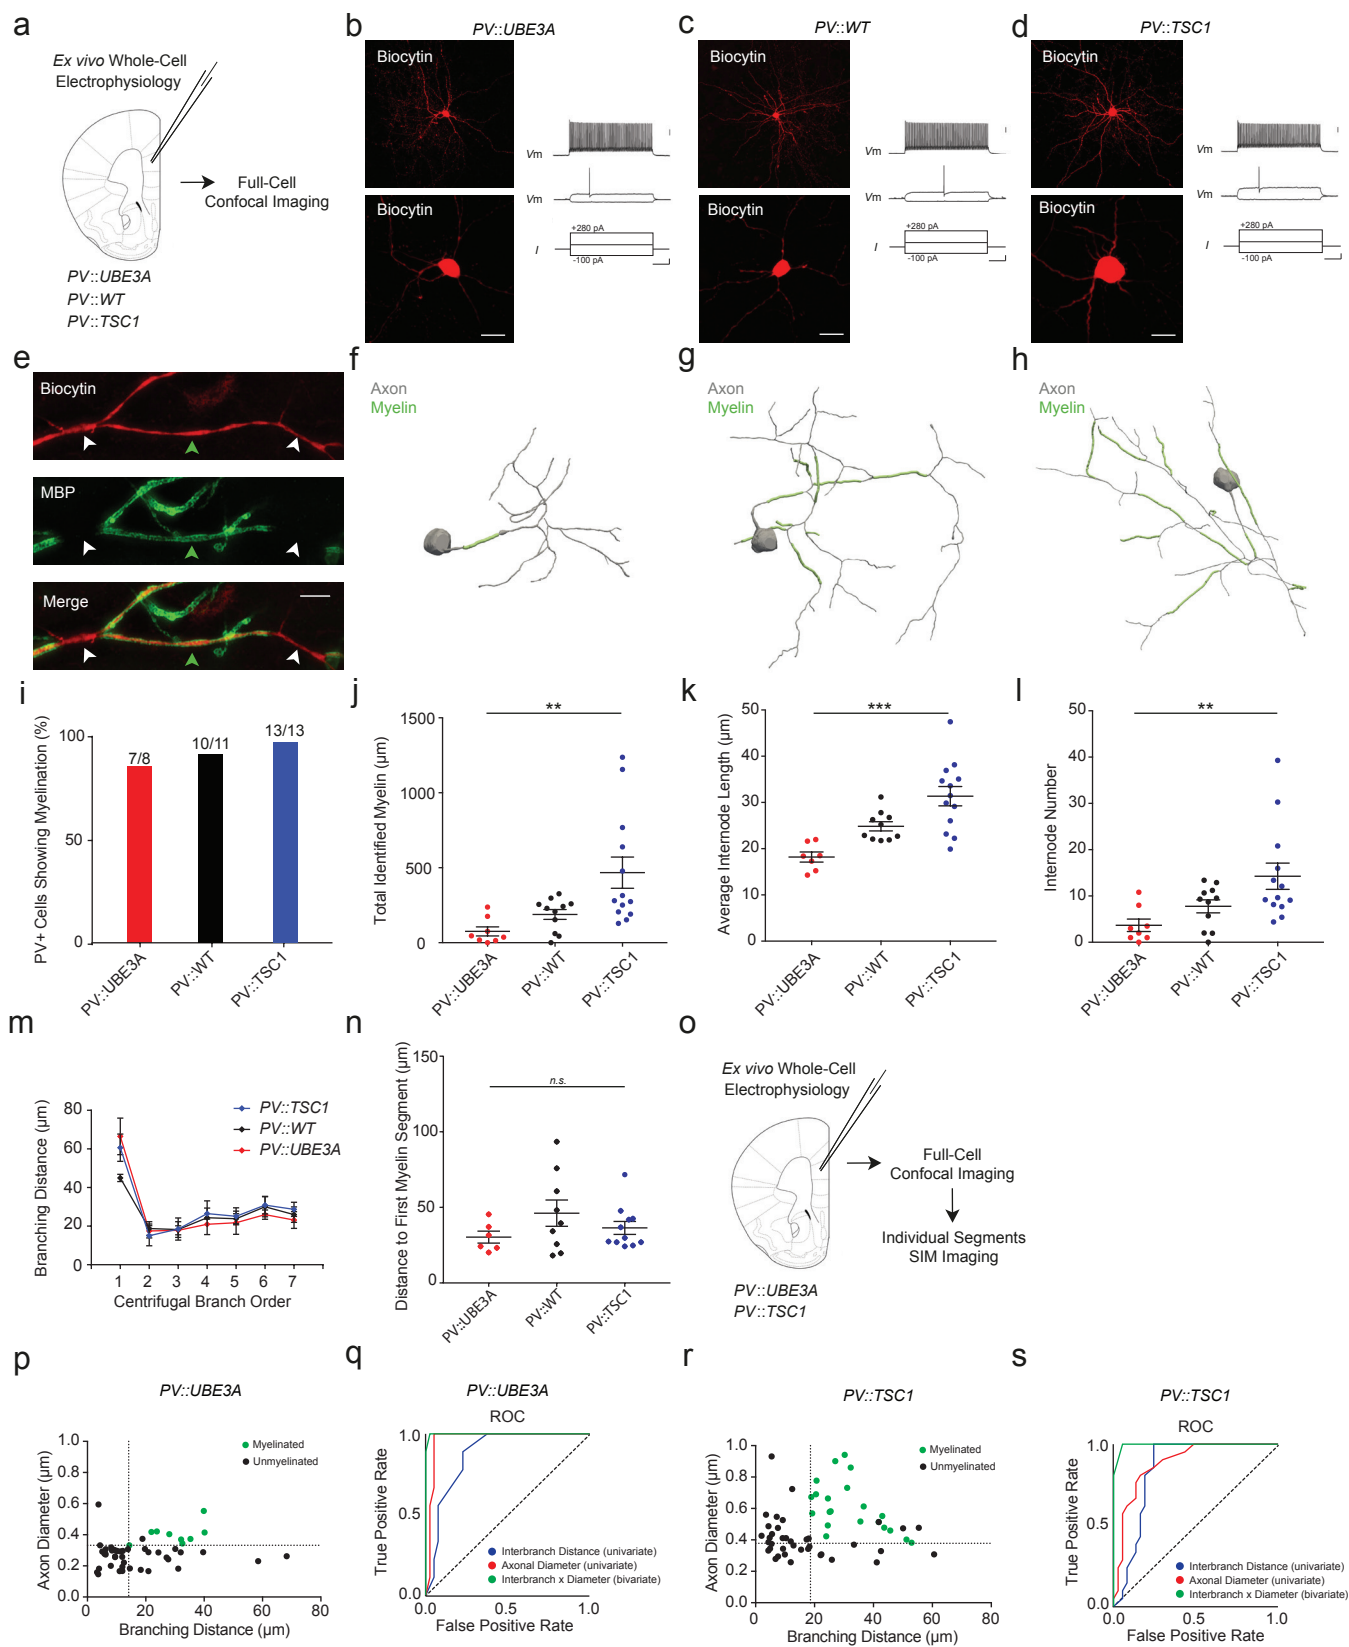 a
Ex vivo Whole-Cell
Electrophysiology
Full-Cell
Confocal Imaging
PV::UBE3A
PV::WT
PV::TSC1
b
PV::UBE3A
Biocytin
Biocytin
Vm
Vm
I
+280 pA
-100 pA
c
PV::WT
Biocytin
Biocytin
Vm
Vm
I
+280 pA
-100 pA
d
PV::TSC1
Biocytin
Biocytin
Vm
Vm
I
+280 pA
-100 pA
e
Biocytin
MBP
Merge
f
Axon
Myelin
g
Axon
Myelin
h
Axon
Myelin
i
PV+ Cells Showing Myelination (%)
100
50
0
7/8
10/11
13/13
PV::UBE3A
PV::WT
PV::TSC1
j
Total Identified Myelin (µm)
1500
1000
500
0
**
PV::UBE3A
PV::WT
PV::TSC1
k
Average Internode Length (µm)
50
40
30
20
10
0
***
PV::UBE3A
PV::WT
PV::TSC1
l
Internode Number
50
40
30
20
10
0
**
PV::UBE3A
PV::WT
PV::TSC1
m
Branching Distance (µm)
80
60
40
20
0
PV::TSC1
PV::WT
PV::UBE3A
1 2 3 4 5 6 7
Centrifugal Branch Order
n
Distance to First Myelin Segment (µm)
150
100
50
0
n.s.
PV::UBE3A
PV::WT
PV::TSC1
o
Ex vivo Whole-Cell
Electrophysiology
Full-Cell
Confocal Imaging
Individual Segments
SIM Imaging
PV::UBE3A
PV::TSC1
p
PV::UBE3A
Axon Diameter (µm)
1.0
0.8
0.6
0.4
0.2
0.0
Myelinated
Unmyelinated
0 20 40 60 80
Branching Distance (µm)
q
PV::UBE3A
ROC
True Positive Rate
1.0
0.5
0.0
Interbranch Distance (univariate)
Axonal Diameter (univariate)
Interbranch x Diameter (bivariate)
0.0 0.5 1.0
False Positive Rate
r
PV::TSC1
Axon Diameter (µm)
1.0
0.8
0.6
0.4
0.2
0.0
Myelinated
Unmyelinated
0 20 40 60 80
Branching Distance (µm)
s
PV::TSC1
ROC
True Positive Rate
1.0
0.5
0.0
Interbranch Distance (univariate)
Axonal Diameter (univariate)
Interbranch x Diameter (bivariate)
0.0 0.5 1.0
False Positive Rate